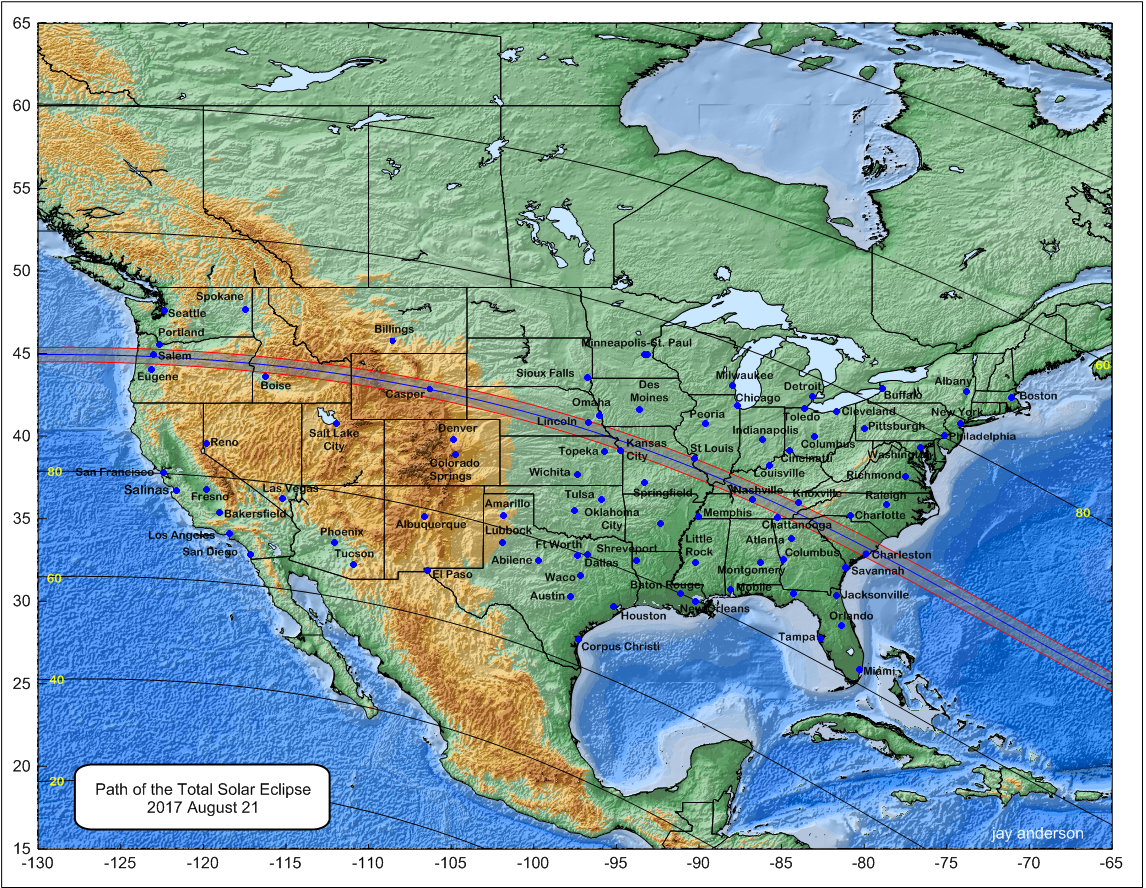 65
60
55
50
45
40
35
30
25
20
15
-130
-125
-120
-115
-110
-105
-100
-95
-90
-85
-80
-75
-70
-65
Spokane
Seattle
Portland
Salem
Eugene
Boise
Billings
Casper
Minneapolis-St. Paul
Sioux Falls
Des
Moines
Omaha
Lincoln
Milwaukee
Chicago
Detroit
Toledo
Cleveland
Buffalo
Albany
Boston
New York
Pittsburgh
Philadelphia
Washington
Peoria
Indianapolis
Columbus
Cincinnati
Louisville
Richmond
Raleigh
Reno
Salt Lake
City
Denver
Colorado
Springs
Topeka
Kansas
City
St Louis
Wichita
Springfield
San Francisco
Salinas
Fresno
Las Vegas
Bakersfield
Los Angeles
San Diego
Phoenix
Tucson
Albuquerque
El Paso
Amarillo
Lubbock
Tulsa
Oklahoma
City
Nashville
Knoxville
Memphis
Chattanooga
Charlotte
Little
Rock
Atlanta
Columbus
Charleston
Savannah
Abilene
Ft Worth
Dallas
Shreveport
Montgomery
Waco
Austin
Baton Rouge
Mobile
New Orleans
Jacksonville
Houston
Orlando
Tampa
Corpus Christi
Miami
80
60
40
20
60
80
Path of the Total Solar Eclipse
2017 August 21
jay anderson